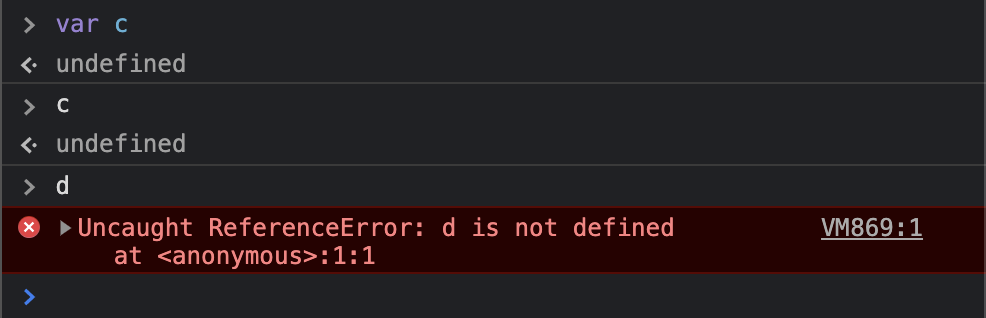 > var c
<· undefined
> c
<· undefined
> d
Uncaught ReferenceError: d is not defined VM869:1
at <anonymous>:1:1
>